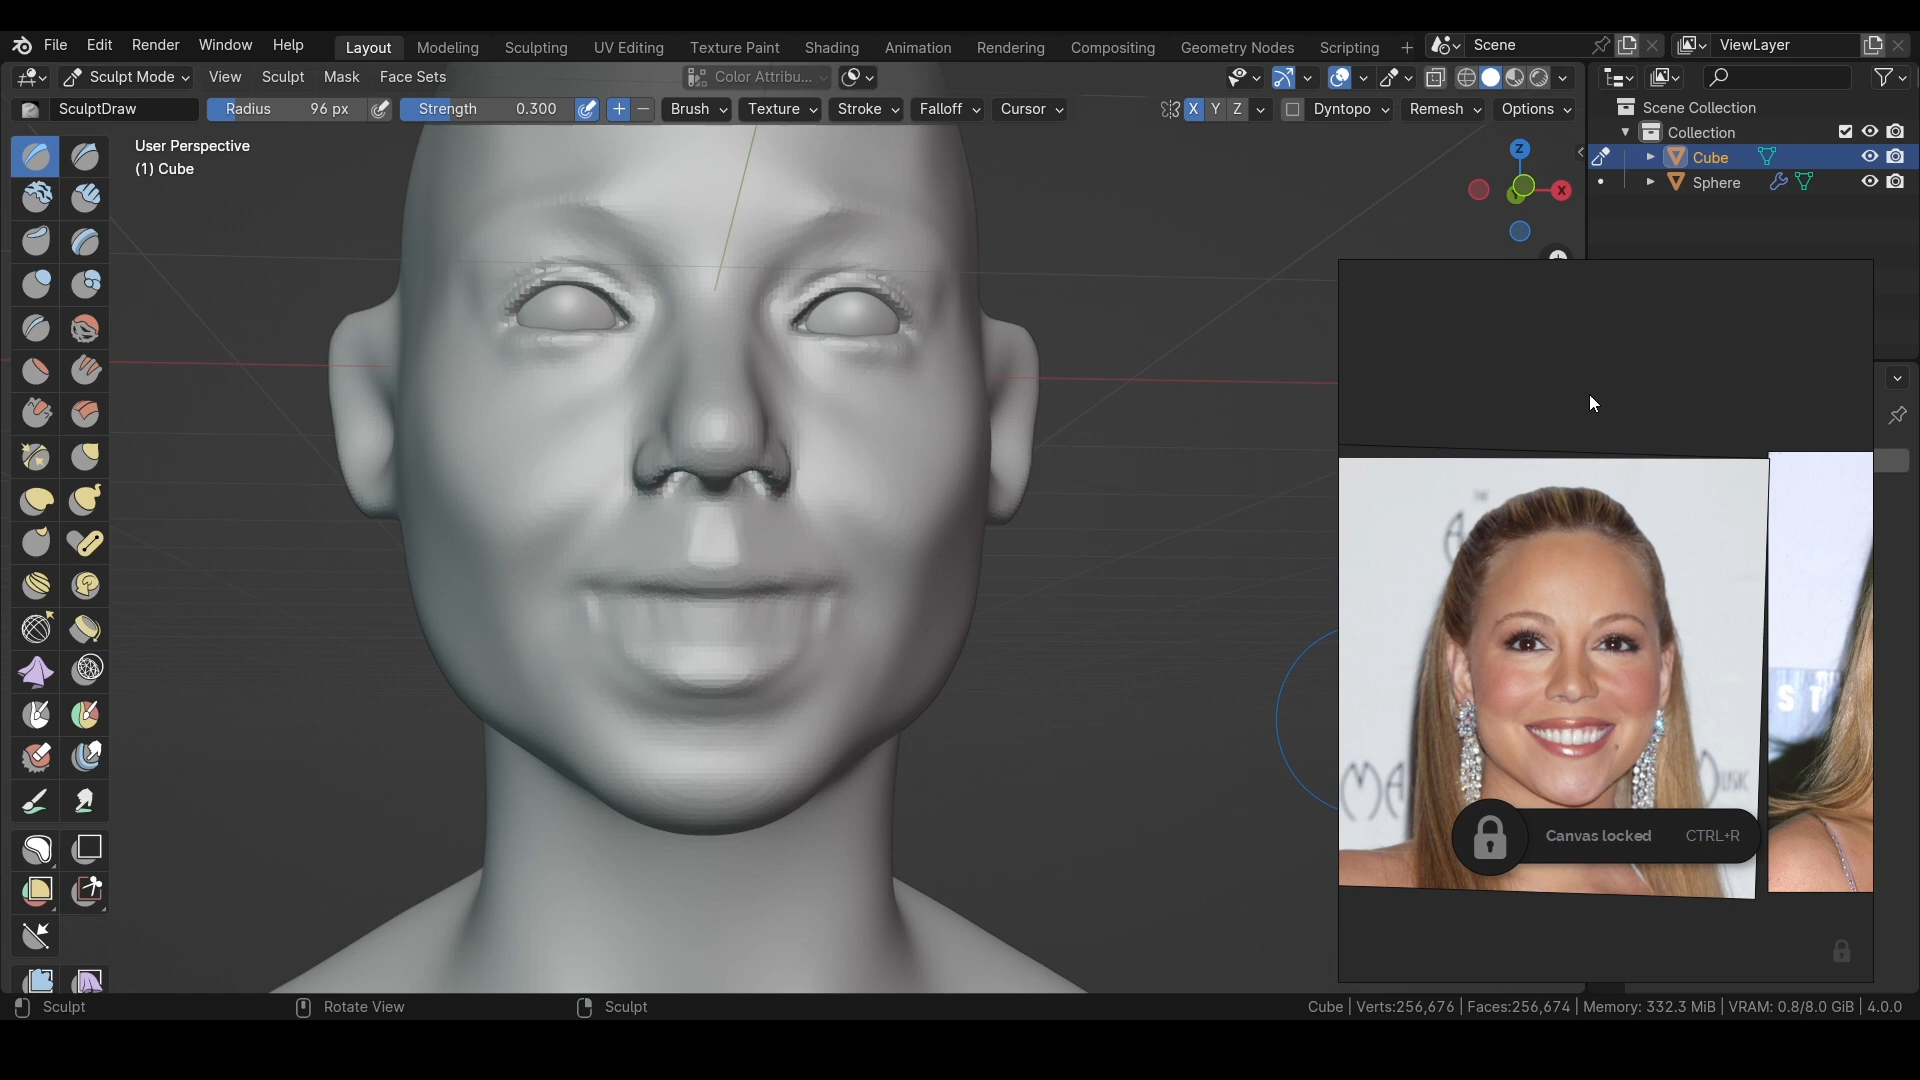 File Edit Render Window Help Layout Modeling Sculpting UV Editing Texture Paint Shading Animation Rendering Compositing Geometry Nodes Scripting + Scene ViewLayer
Sculpt Mode View Sculpt Mask Face Sets Color Attribu...
SculptDraw Radius 96 px Strength 0.300 Brush Texture Stroke Falloff Cursor X Y Z Dyntopo Remesh Options
Scene Collection
Collection
Cube
Sphere
User Perspective
(1) Cube
Z
X
Y
ST
MA
USIC
Canvas locked CTRL+R
Sculpt Rotate View Sculpt Cube | Verts:256,676 | Faces:256,674 | Memory: 332.3 MiB | VRAM: 0.8/8.0 GiB | 4.0.0